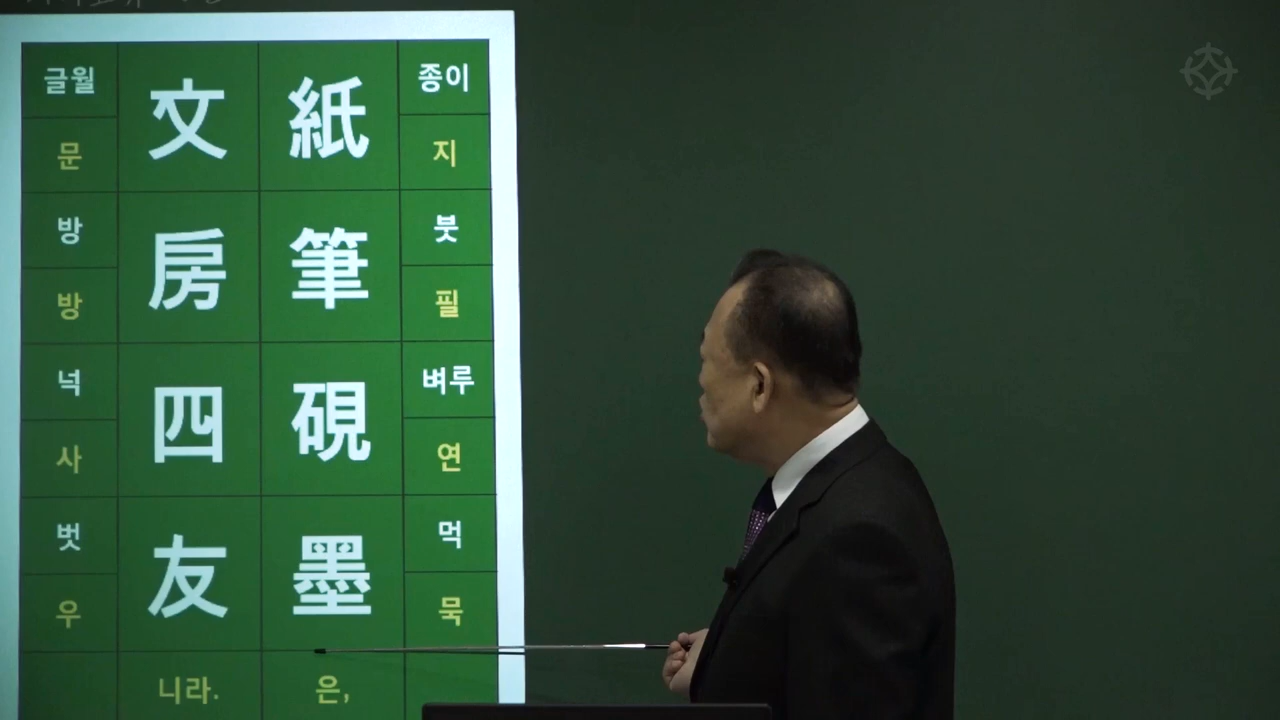 紙筆硯墨은,
종이 지 붓 필 벼루 연 먹 묵
文房四友니라.
글월 문 방 방 넉 사 벗 우